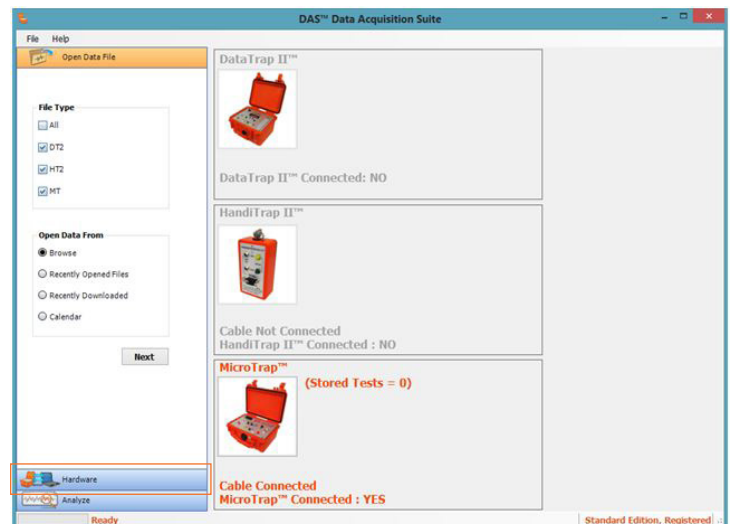 DAS™ Data Acquisition Suite
File Help
Open Data File
File Type
All
DT2
HT2
MT
Open Data From
Browse
Recently Opened Files
Recently Downloaded
Calendar
Next
Hardware
Analyze
DataTrap II™
DataTrap II™ Connected: NO
HandiTrap II™
Cable Not Connected
HandiTrap II™ Connected : NO
MicroTrap™
(Stored Tests = 0)
Cable Connected
MicroTrap™ Connected : YES
Ready
Standard Edition, Registered